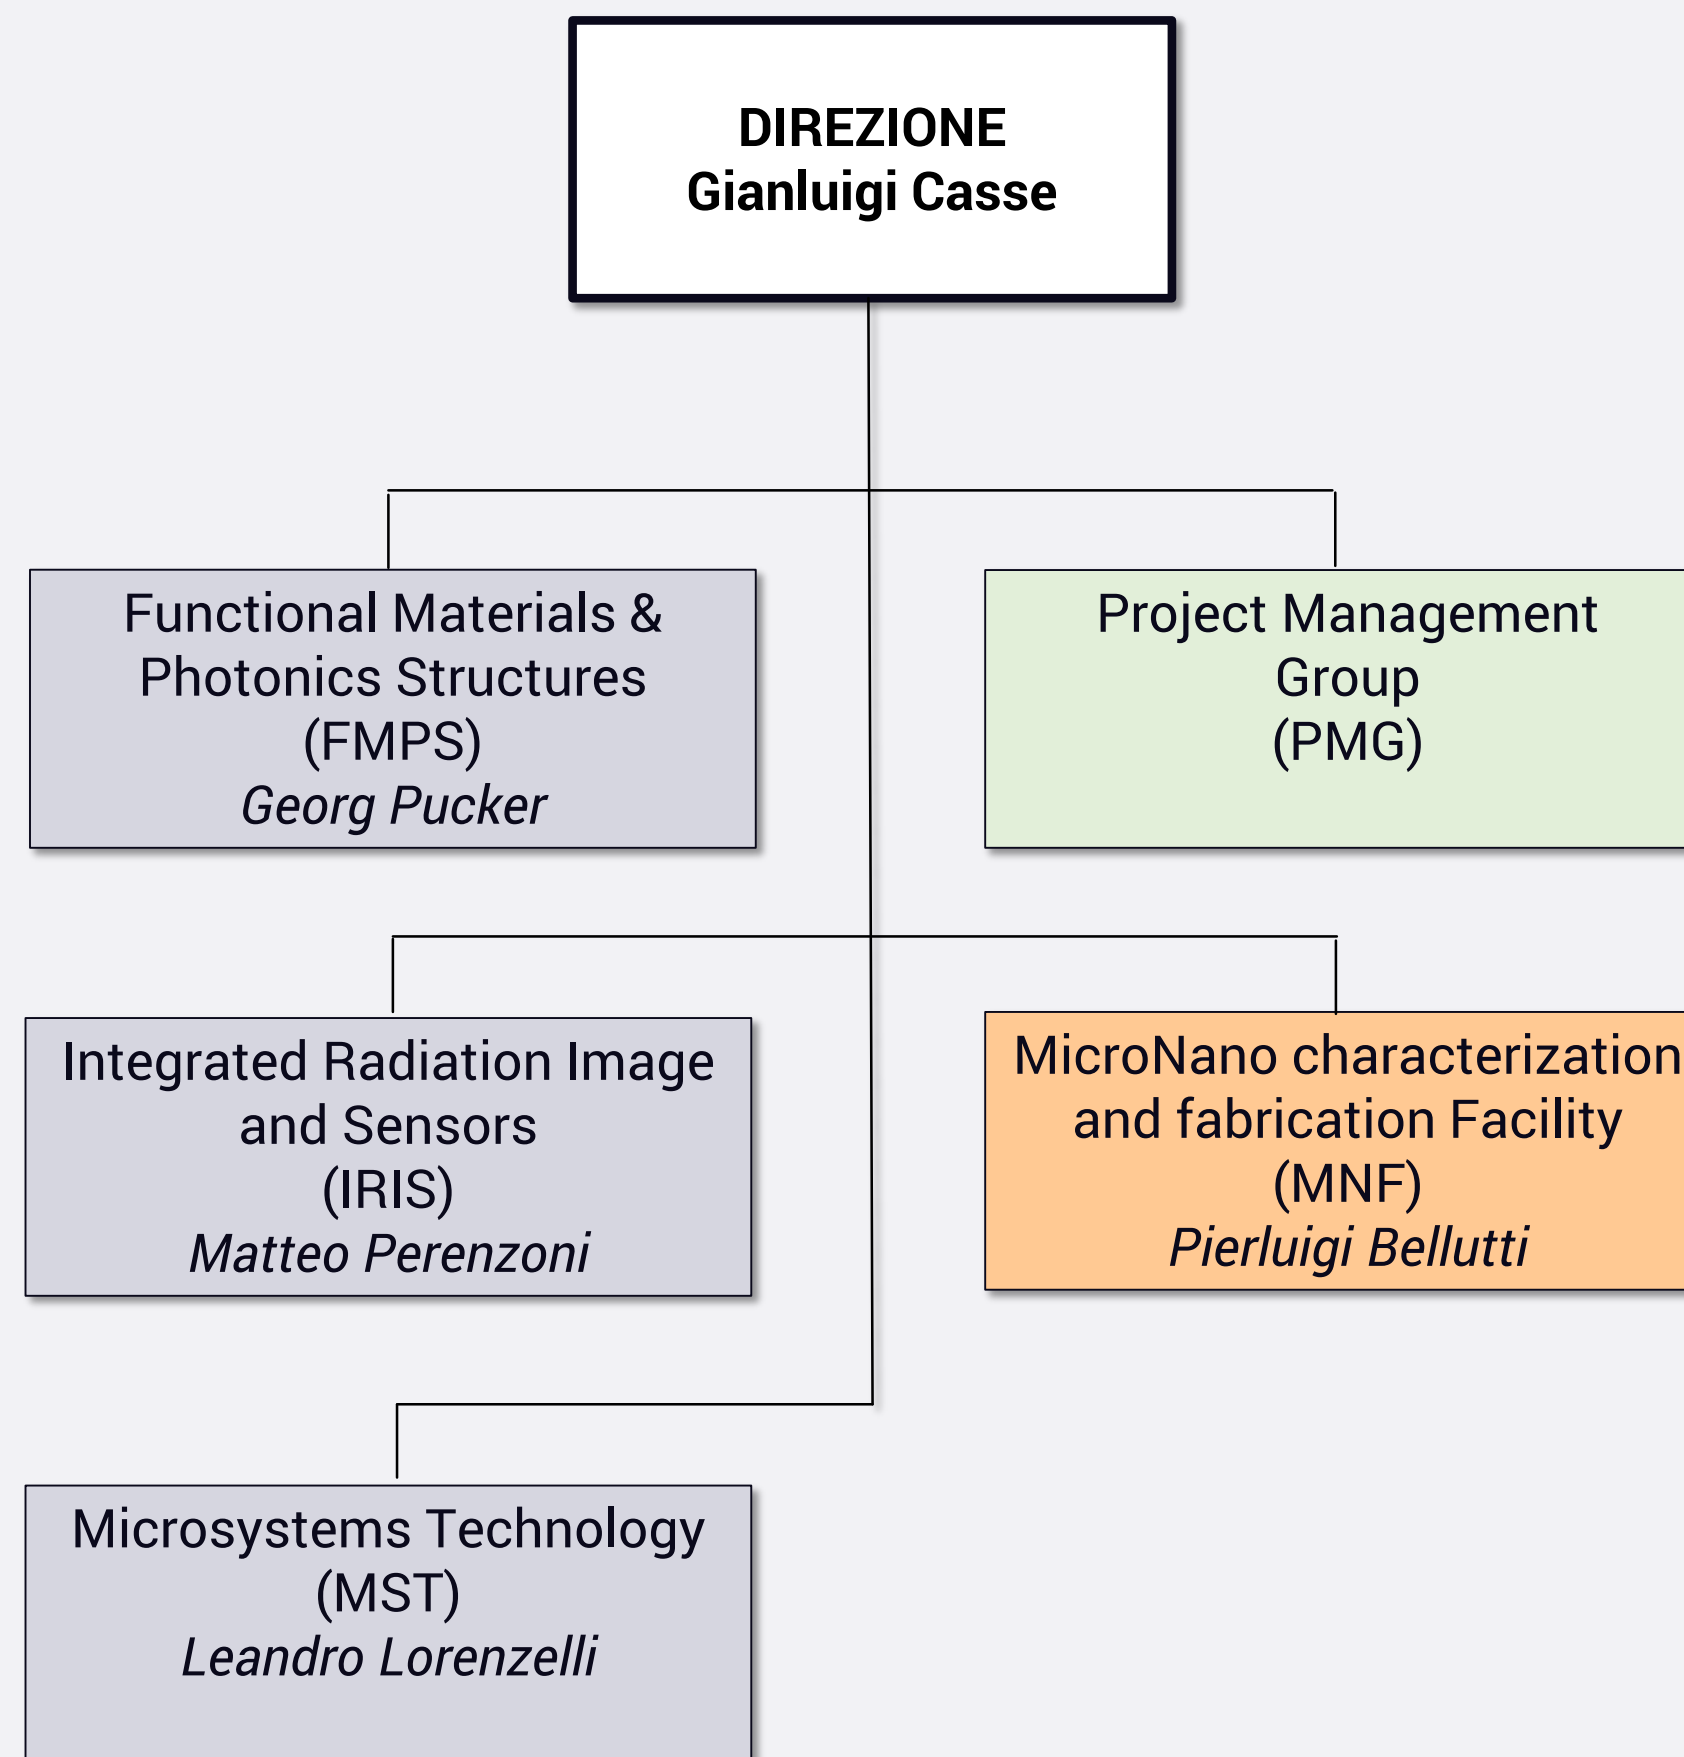 DIREZIONE
Gianluigi Casse
Functional Materials &
Photonics Structures
(FMPS)
Georg Pucker
Project Management
Group
(PMG)
Integrated Radiation Image
and Sensors
(IRIS)
Matteo Perenzoni
MicroNano characterization
and fabrication Facility
(MNF)
Pierluigi Bellutti
Microsystems Technology
(MST)
Leandro Lorenzelli